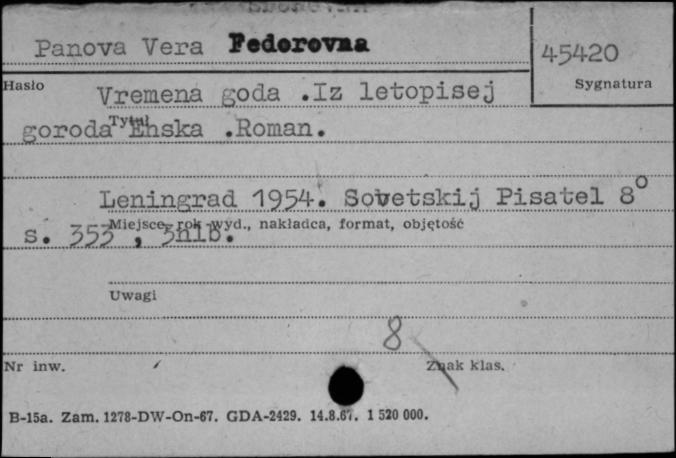 Panova Vera Fedorovna
45420
Hasło
Sygnatura
Vremena goda .Iz letopisej
Tytuł
goroda Enska .Roman.
Leningrad 1954. Sovetskij Pisatel 8°
Miejsce, rok wyd., nakładca, format, objętość
s. 353 , 3nlb.
Uwagi
8
Nr inw.
Znak klas.
B-15a. Zam. 1278-DW-On-67. GDA-2429. 14.8.67. 1 520 000.